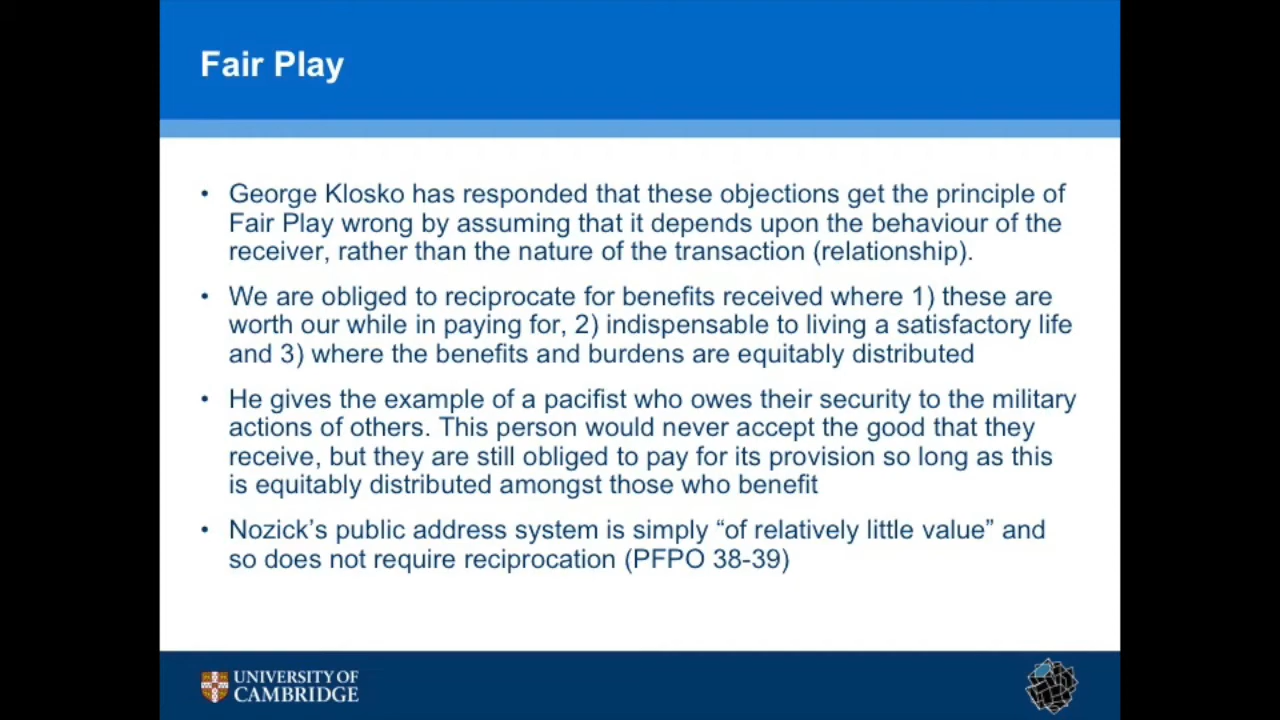 Fair Play
• George Klosko has responded that these objections get the principle of
Fair Play wrong by assuming that it depends upon the behaviour of the
receiver, rather than the nature of the transaction (relationship).
• We are obliged to reciprocate for benefits received where 1) these are
worth our while in paying for, 2) indispensable to living a satisfactory life
and 3) where the benefits and burdens are equitably distributed
• He gives the example of a pacifist who owes their security to the military
actions of others. This person would never accept the good that they
receive, but they are still obliged to pay for its provision so long as this
is equitably distributed amongst those who benefit
• Nozick’s public address system is simply “of relatively little value” and
so does not require reciprocation (PFPO 38-39)
UNIVERSITY OF
CAMBRIDGE